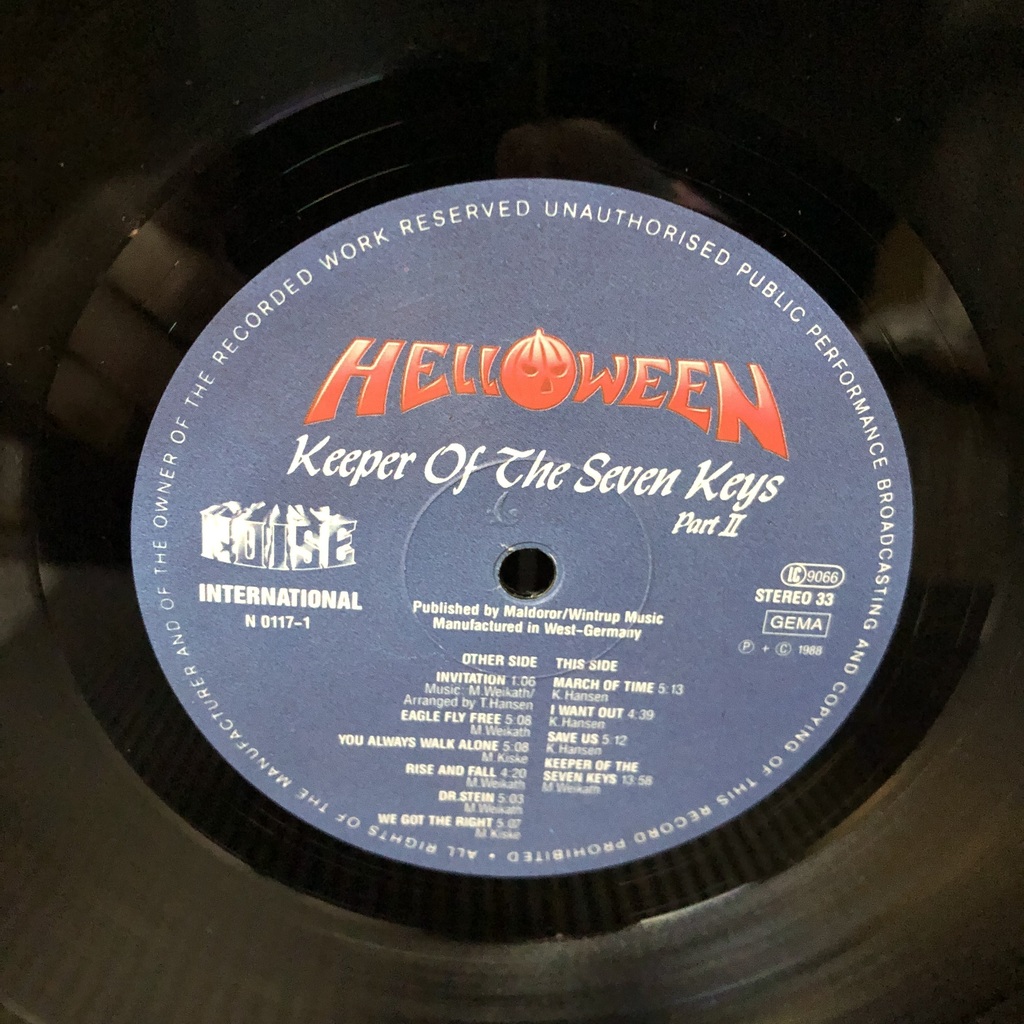 ALL RIGHTS OF THE MANUFACTURER AND OF THE OWNER OF THE RECORDED WORK RESERVED UNAUTHORISED PUBLIC PERFORMANCE BROADCASTING AND COPYING OF THIS RECORD PROHIBITED •
HELLOWEEN
Keeper Of The Seven Keys
Part II
NOISE
INTERNATIONAL
N 0117-1
LC 9066
STEREO 33
GEMA
Ⓟ + Ⓒ 1988
Published by Maldoror/Wintrup Music
Manufactured in West-Germany
OTHER SIDE
INVITATION 1.06
Music: M.Weikath/
Arranged by T.Hansen
EAGLE FLY FREE 5:08
M.Weikath
YOU ALWAYS WALK ALONE 5:08
M.Kiske
RISE AND FALL 4:20
M.Weikath
DR.STEIN 5:03
M.Weikath
WE GOT THE RIGHT 5:07
M.Kiske
THIS SIDE
MARCH OF TIME 5:13
K.Hansen
I WANT OUT 4:39
K.Hansen
SAVE US 5:12
K.Hansen
KEEPER OF THE
SEVEN KEYS 13:58
M.Weikath